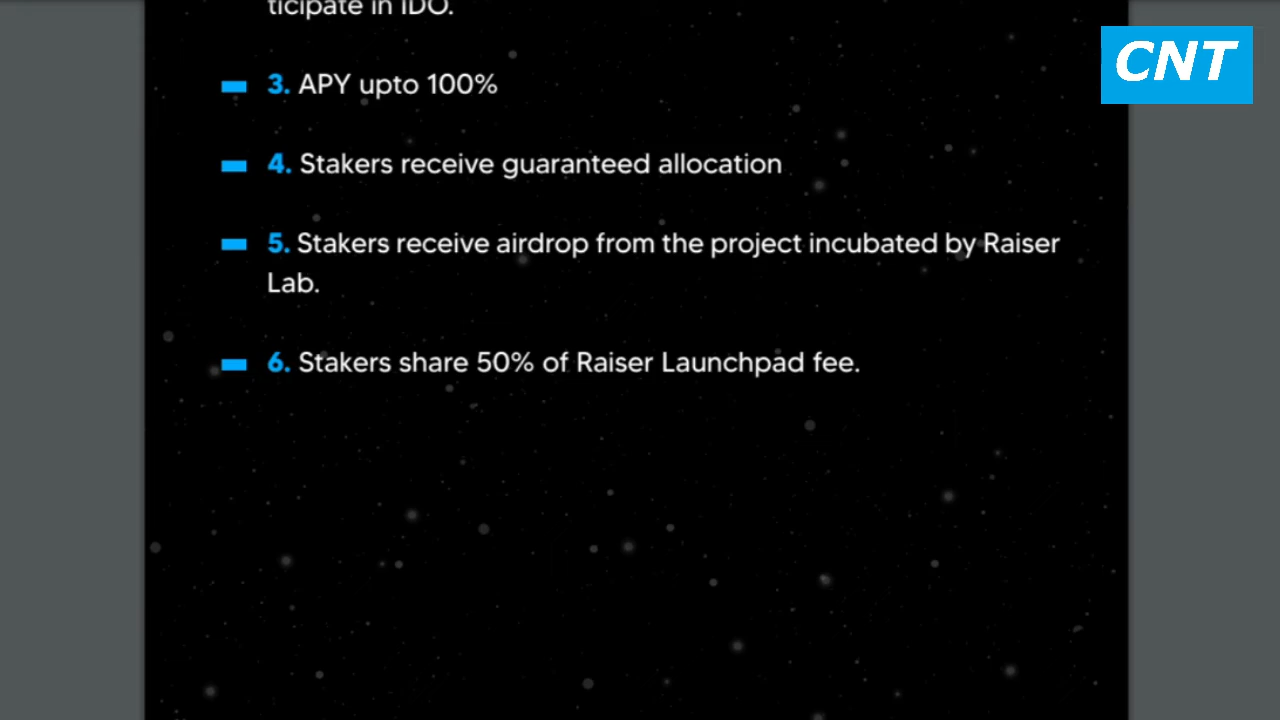 ticipate in IDO.
CNT
3. APY upto 100%
4. Stakers receive guaranteed allocation
5. Stakers receive airdrop from the project incubated by Raiser
Lab.
6. Stakers share 50% of Raiser Launchpad fee.